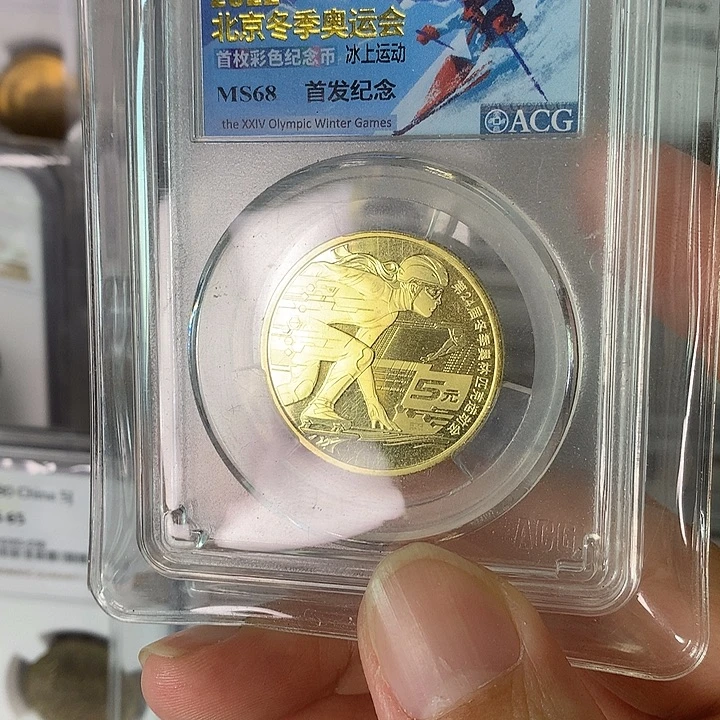 2022
北京冬季奥运会
首枚彩色纪念币 冰上运动
MS68 首发纪念
the XXIV Olympic Winter Games
ACG
第24届冬季奥林匹克运动会
5元
ACG